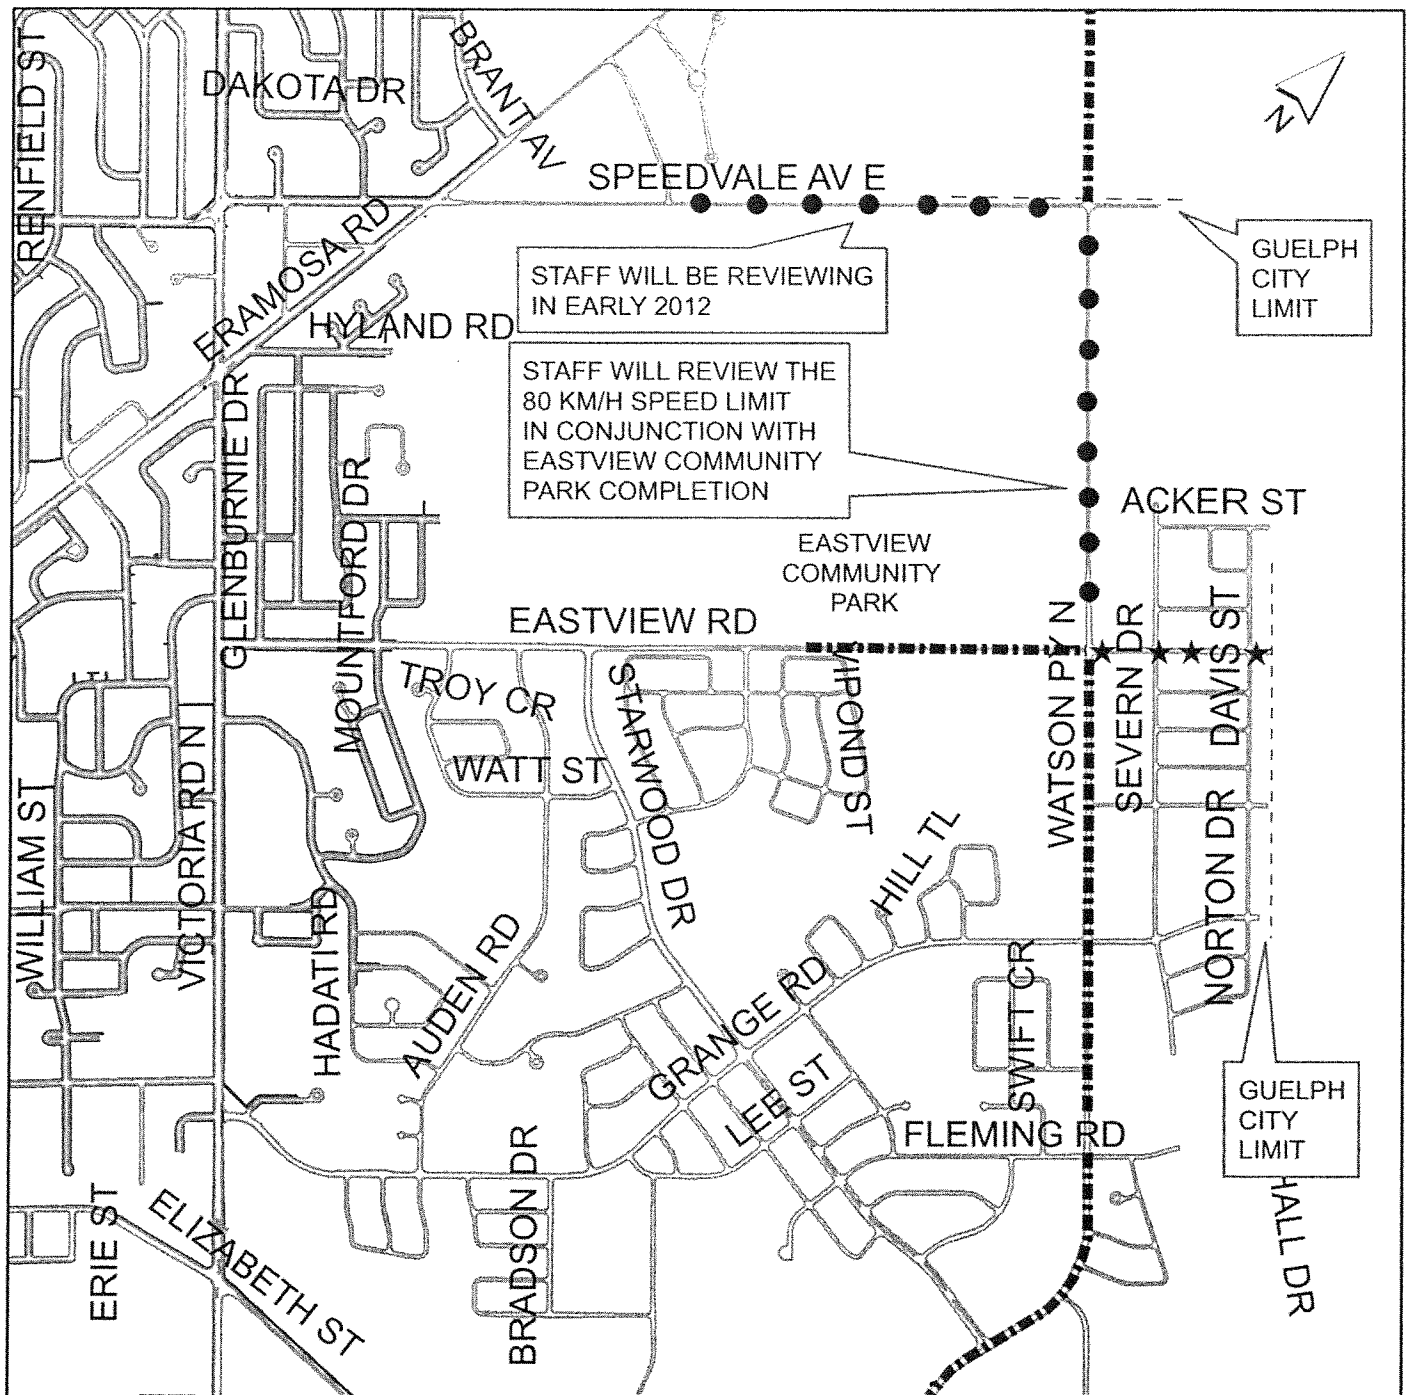 RENFIELD ST
DAKOTA DR
BRANT AV
N
SPEEDVALE AV E
ERAMOSA RD
STAFF WILL BE REVIEWING
IN EARLY 2012
GUELPH
CITY
LIMIT
HYLAND RD
STAFF WILL REVIEW THE
80 KM/H SPEED LIMIT
IN CONJUNCTION WITH
EASTVIEW COMMUNITY
PARK COMPLETION
GLENBURNIE DR
MOUNTFORD DR
ACKER ST
EASTVIEW
COMMUNITY
PARK
EASTVIEW RD
WATSON PY N
SEVERN DR
DAVIS ST
TROY CR
STARWOOD DR
VIPOND ST
WATT ST
WILLIAM ST
VICTORIA RD N
HILL TL
NORTON DR
HADATI RD
AUDEN RD
GRANGE RD
SWIFT CR
LEE ST
FLEMING RD
GUELPH
CITY
LIMIT
ERIE ST
ELIZABETH ST
BRADSON DR
HALL DR